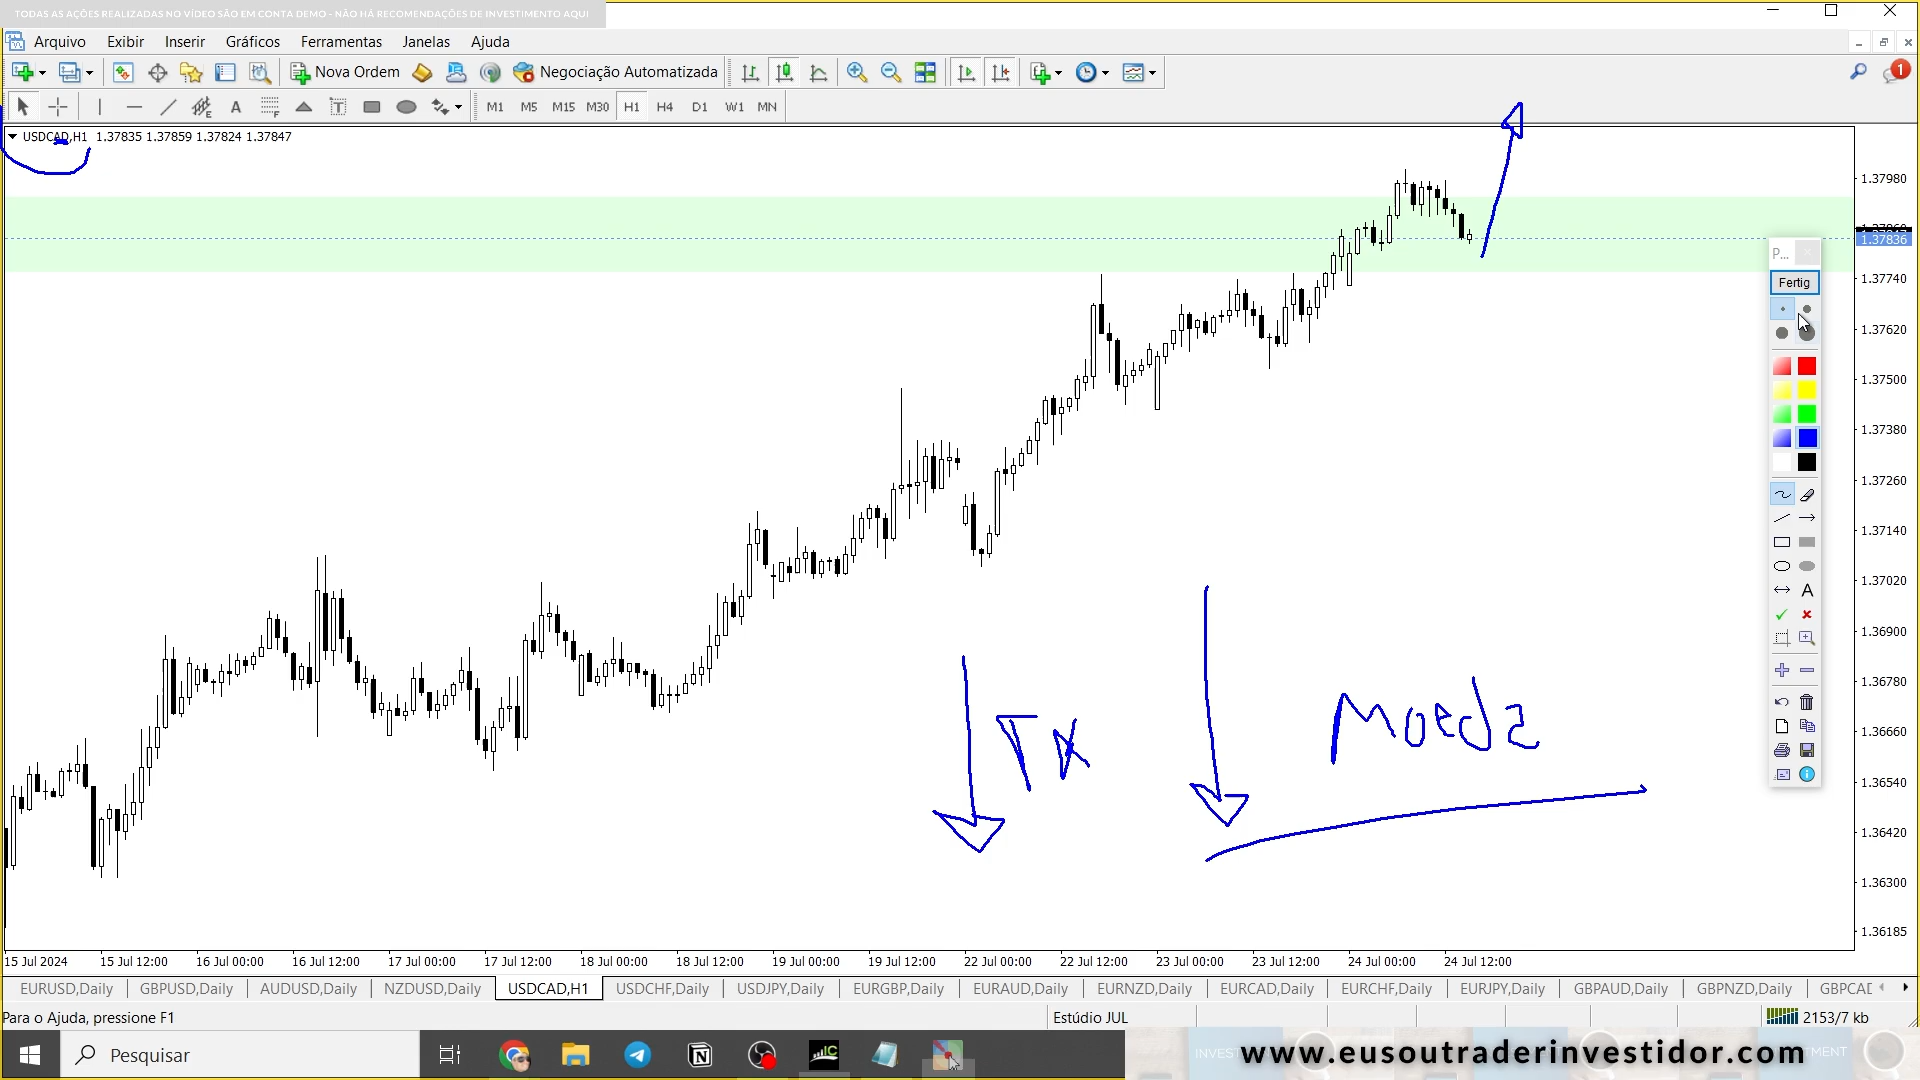 TODAS AS AÇÕES REALIZADAS NO VÍDEO SÃO EM CONTA DEMO - NÃO HÁ RECOMENDAÇÕES DE INVESTIMENTO AQUI
Arquivo Exibir Inserir Gráficos Ferramentas Janelas Ajuda
Nova Ordem Negociação Automatizada 1
A T M1 M5 M15 M30 H1 H4 D1 W1 MN
USDCAD,H1 1.37835 1.37859 1.37824 1.37847
1.37980
1.37836
P...
1.37740
Fertig
1.37620
1.37500
1.37380
1.37260
1.37140
1.37020
A
1.36900
1.36780
Moeda
Tx
1.36660
1.36540
1.36420
1.36300
1.36185
15 Jul 2024 15 Jul 12:00 16 Jul 00:00 16 Jul 12:00 17 Jul 00:00 17 Jul 12:00 18 Jul 00:00 18 Jul 12:00 19 Jul 00:00 19 Jul 12:00 22 Jul 00:00 22 Jul 12:00 23 Jul 00:00 23 Jul 12:00 24 Jul 00:00 24 Jul 12:00
EURUSD,Daily GBPUSD,Daily AUDUSD,Daily NZDUSD,Daily USDCAD,H1 USDCHF,Daily USDJPY,Daily EURGBP,Daily EURAUD,Daily EURNZD,Daily EURCAD,Daily EURCHF,Daily EURJPY,Daily GBPAUD,Daily GBPNZD,Daily GBPCAD
Para o Ajuda, pressione F1 Estúdio JUL 2153/7 kb
Pesquisar
www.eusoutraderinvestidor.com